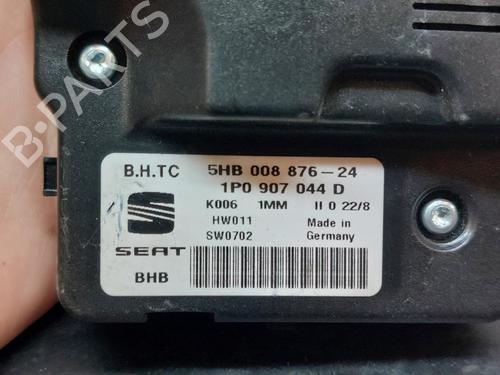 B.H.TC 5HB 008 876-24
1P0 907 044 D
K006 1MM II 0 22/8
HW011 Made in
SW0702 Germany
SEAT
BHB
B-PARTS